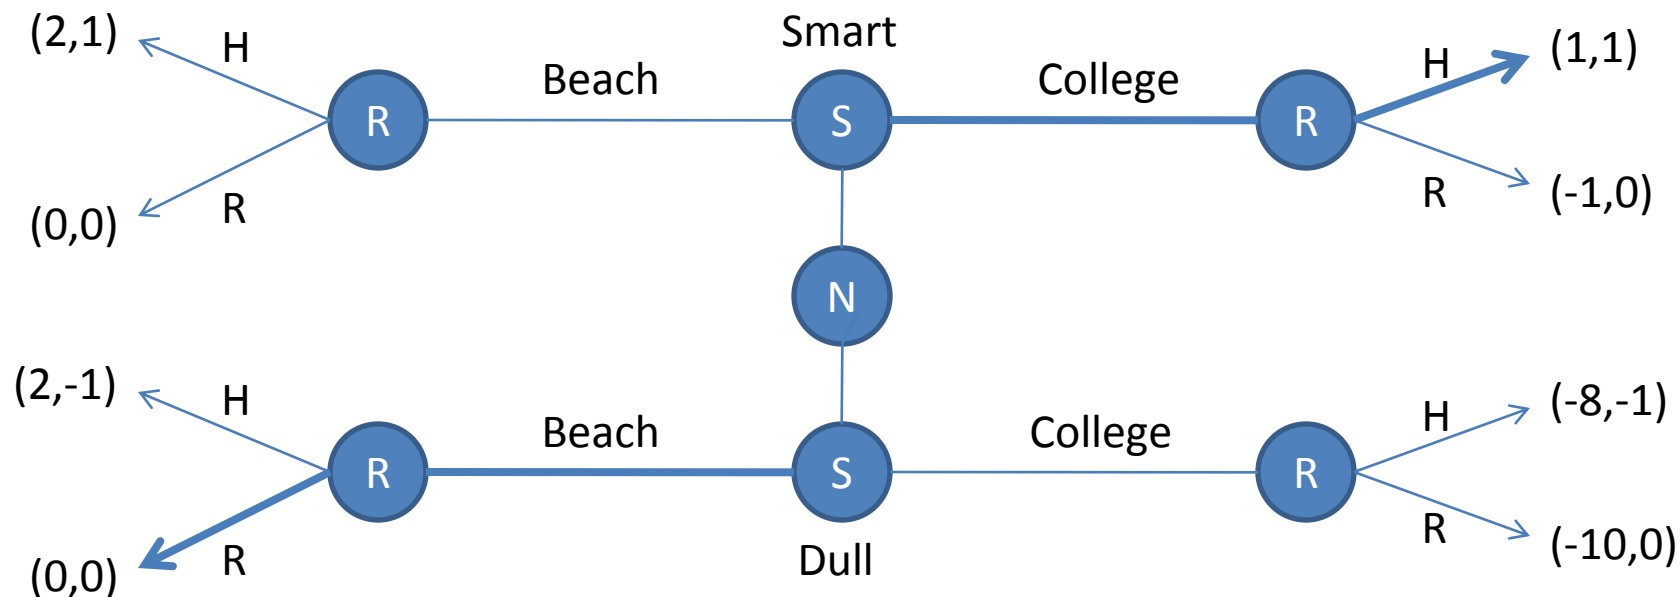 Smart
(2,1) H Beach College H (1,1)
R S R
(0,0) R R (-1,0)
N
(2,-1) H Beach College H (-8,-1)
R S R
(0,0) R Dull R (-10,0)